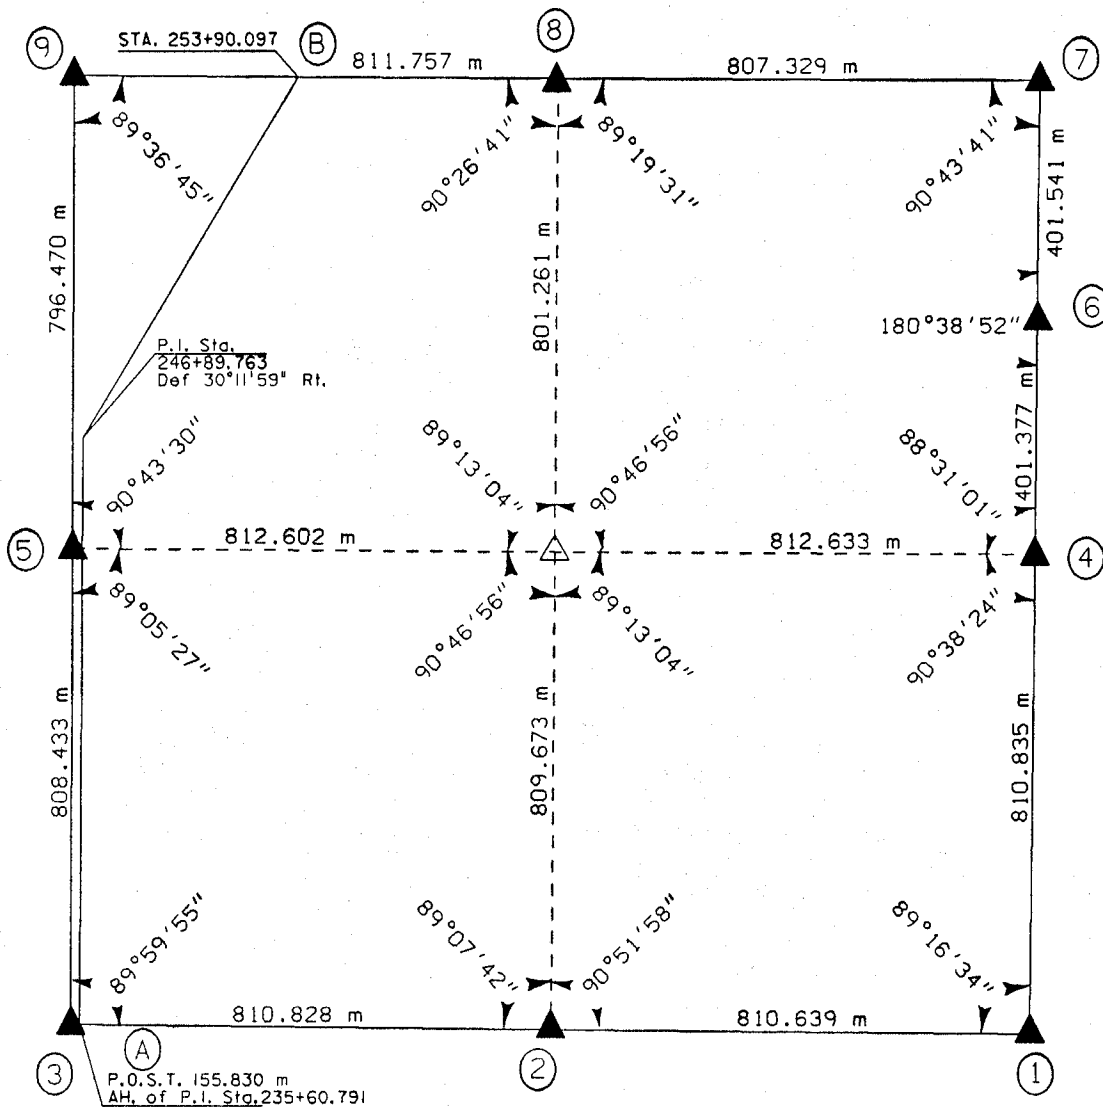 9
STA. 253+90.097
B
8
7
811.757 m
807.329 m
89°36'45"
90°26'41"
89°19'31"
90°43'41"
401.541 m
796.470 m
801.261 m
6
180°38'52"
P.I. Sta.
246+89.763
Def 30°11'59" Rt.
90°43'30"
89°13'04"
90°46'56"
88°31'01"
401.377 m
5
812.602 m
812.633 m
4
89°05'27"
90°46'56"
89°13'04"
90°38'24"
808.433 m
809.673 m
810.835 m
89°59'55"
89°07'42"
90°51'58"
89°16'34"
810.828 m
810.639 m
3
A
2
1
P.O.S.T. 155.830 m
AH. of P.I. Sta.235+60.791